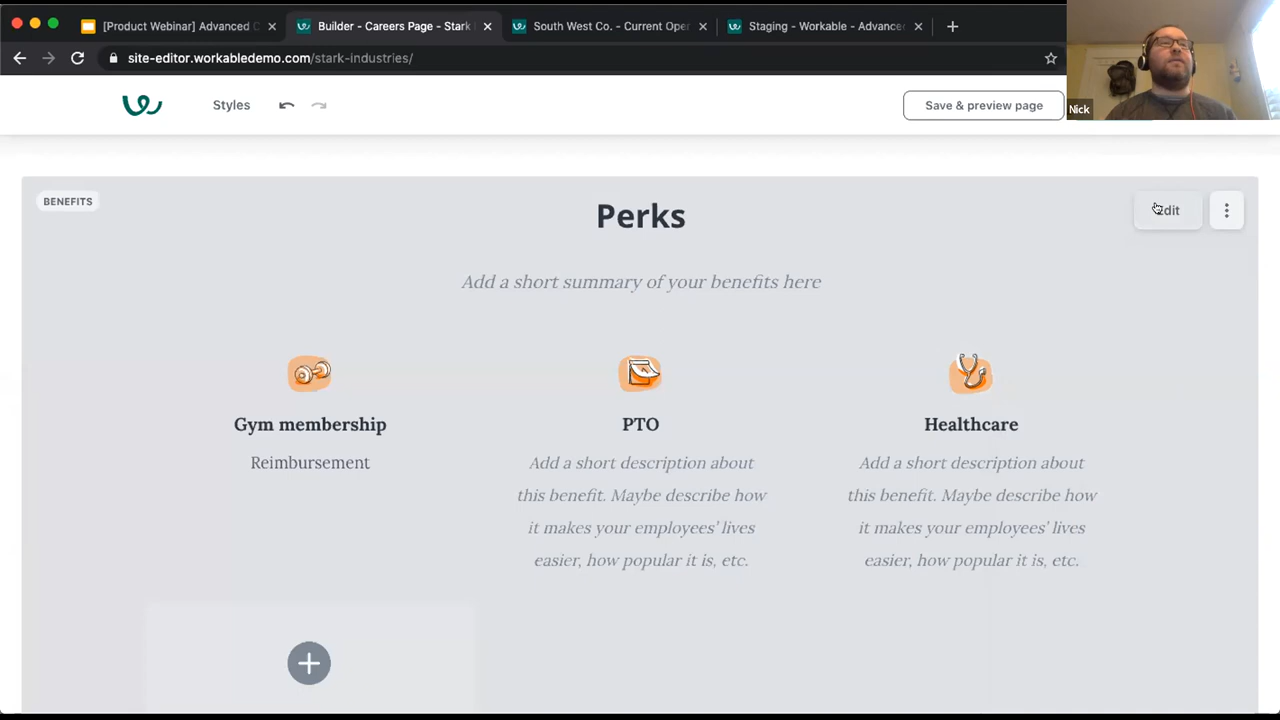 [Product Webinar] Advanced C
Builder - Careers Page - Stark
South West Co. - Current Oper
Staging - Workable - Advance
site-editor.workabledemo.com/stark-industries/
Styles
Save & preview page
Nick
BENEFITS
Perks
Edit
Add a short summary of your benefits here
Gym membership
Reimbursement
PTO
Add a short description about
this benefit. Maybe describe how
it makes your employees' lives
easier, how popular it is, etc.
Healthcare
Add a short description about
this benefit. Maybe describe how
it makes your employees' lives
easier, how popular it is, etc.